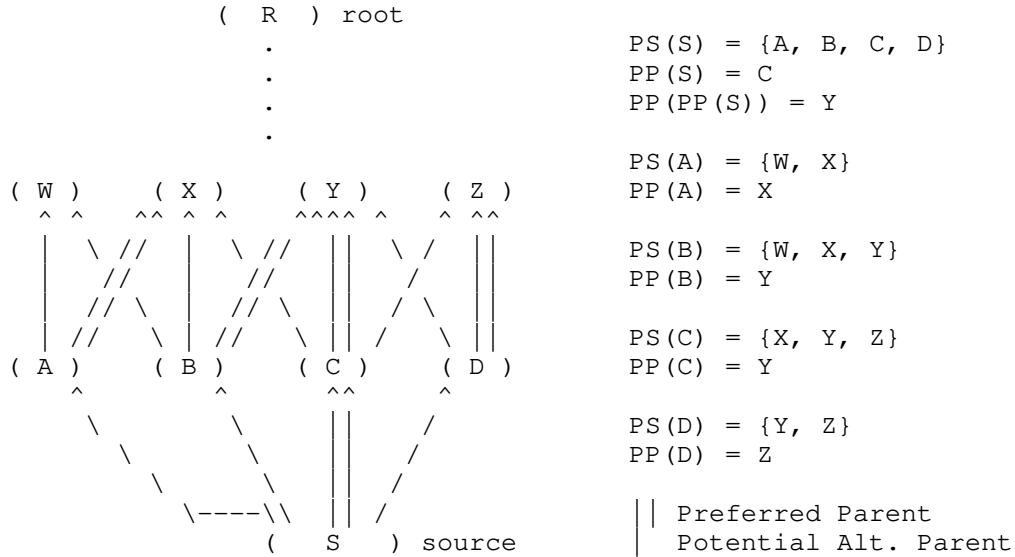 ( R ) root
PS(S) = {A, B, C, D}
PP(S) = C
PP(PP(S)) = Y
PS(A) = {W, X}
( W ) ( X ) ( Y ) ( Z )
PP(A) = X
PS(B) = {W, X, Y}
PP(B) = Y
PS(C) = {X, Y, Z}
( A ) ( B ) ( C ) ( D )
PP(C) = Y
PS(D) = {Y, Z}
PP(D) = Z
|| Preferred Parent
( S ) source
| Potential Alt. Parent